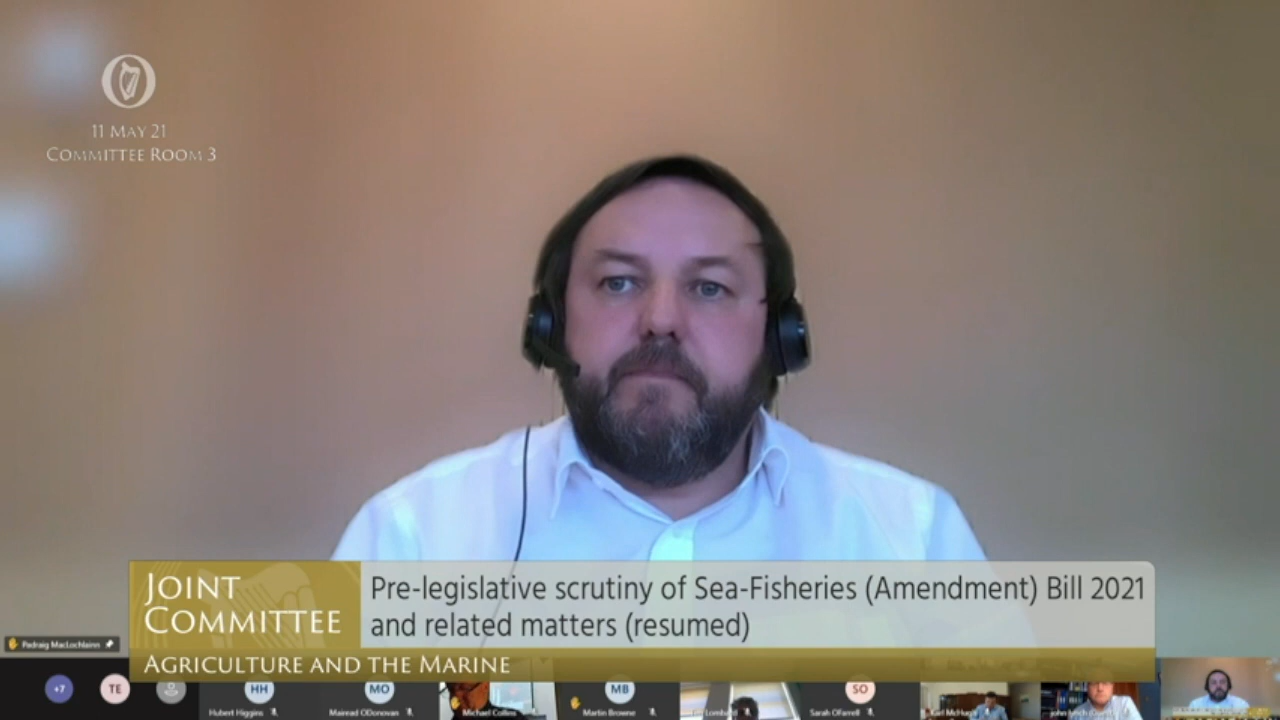 11 May 21
Committee Room 3
Padraig MacLochlainn
Joint
Committee
Pre-legislative scrutiny of Sea-Fisheries (Amendment) Bill 2021
and related matters (resumed)
Agriculture and the Marine
+7
TE
HH
MO
MB
SO
Hubert Higgins
Mairead ODonovan
Michael Collins
Martin Browne
Lombard
Sarah OFarrell